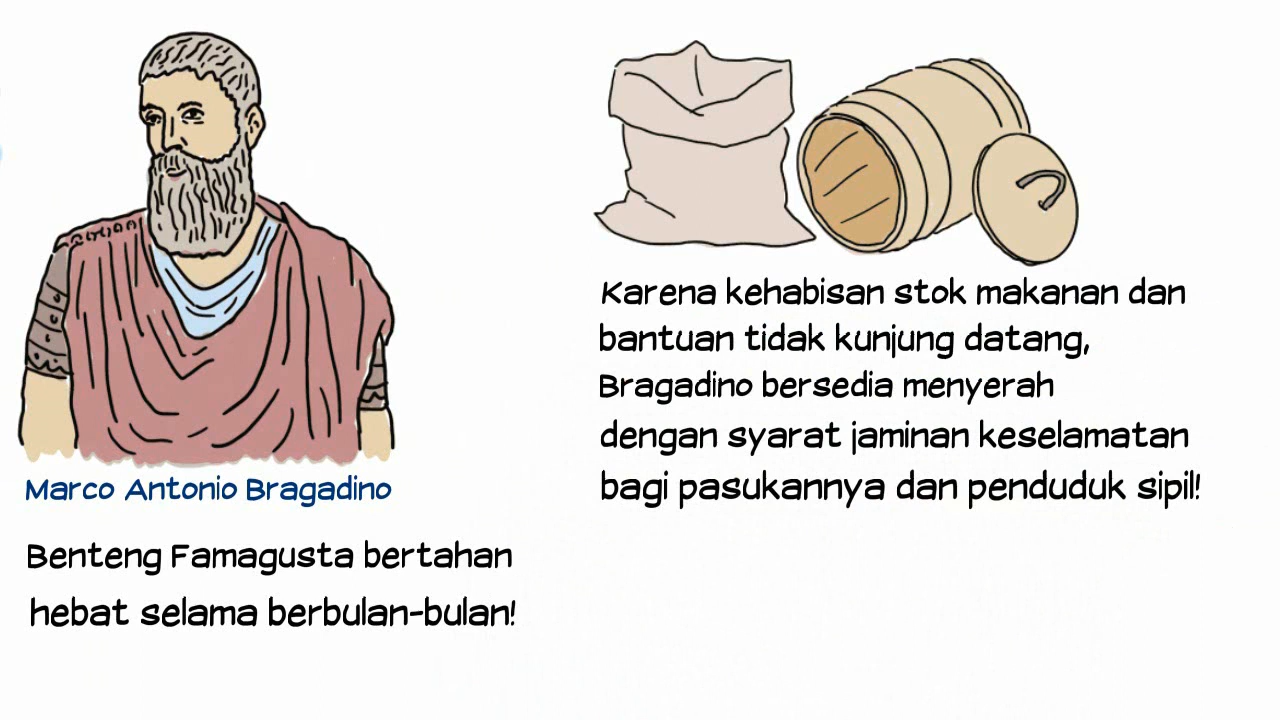 Marco Antonio Bragadino
Benteng Famagusta bertahan
hebat selama berbulan-bulan!
Karena kehabisan stok makanan dan
bantuan tidak kunjung datang,
Bragadino bersedia menyerah
dengan syarat jaminan keselamatan
bagi pasukannya dan penduduk sipil!